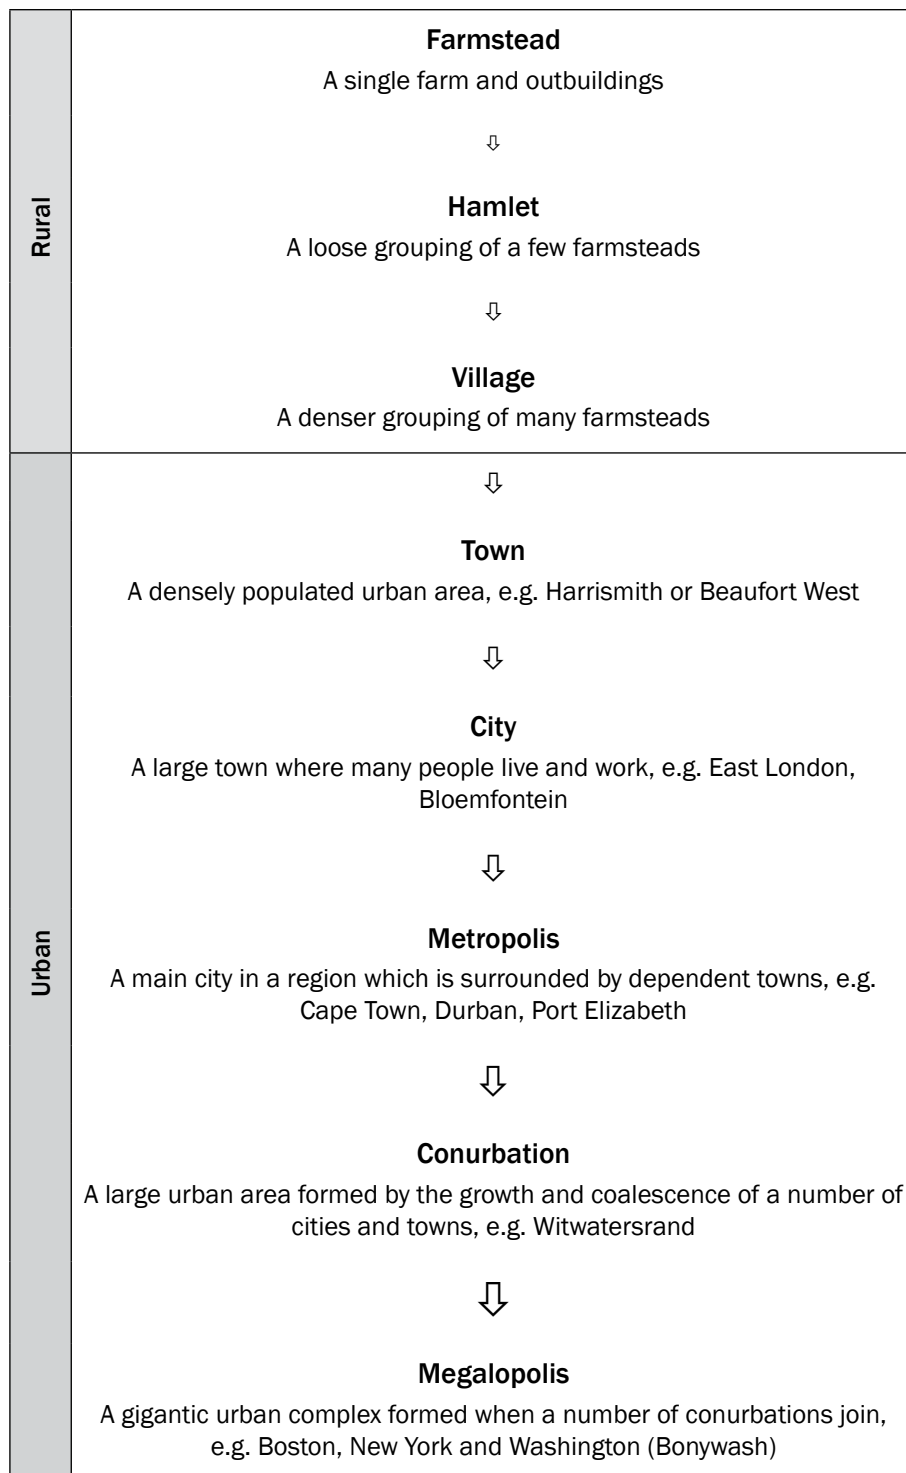 Rural
Farmstead
A single farm and outbuildings
⇩
Hamlet
A loose grouping of a few farmsteads
⇩
Village
A denser grouping of many farmsteads
Urban
⇩
Town
A densely populated urban area, e.g. Harrismith or Beaufort West
⇩
City
A large town where many people live and work, e.g. East London,
Bloemfontein
⇩
Metropolis
A main city in a region which is surrounded by dependent towns, e.g.
Cape Town, Durban, Port Elizabeth
⇩
Conurbation
A large urban area formed by the growth and coalescence of a number of
cities and towns, e.g. Witwatersrand
⇩
Megalopolis
A gigantic urban complex formed when a number of conurbations join,
e.g. Boston, New York and Washington (Bonywash)